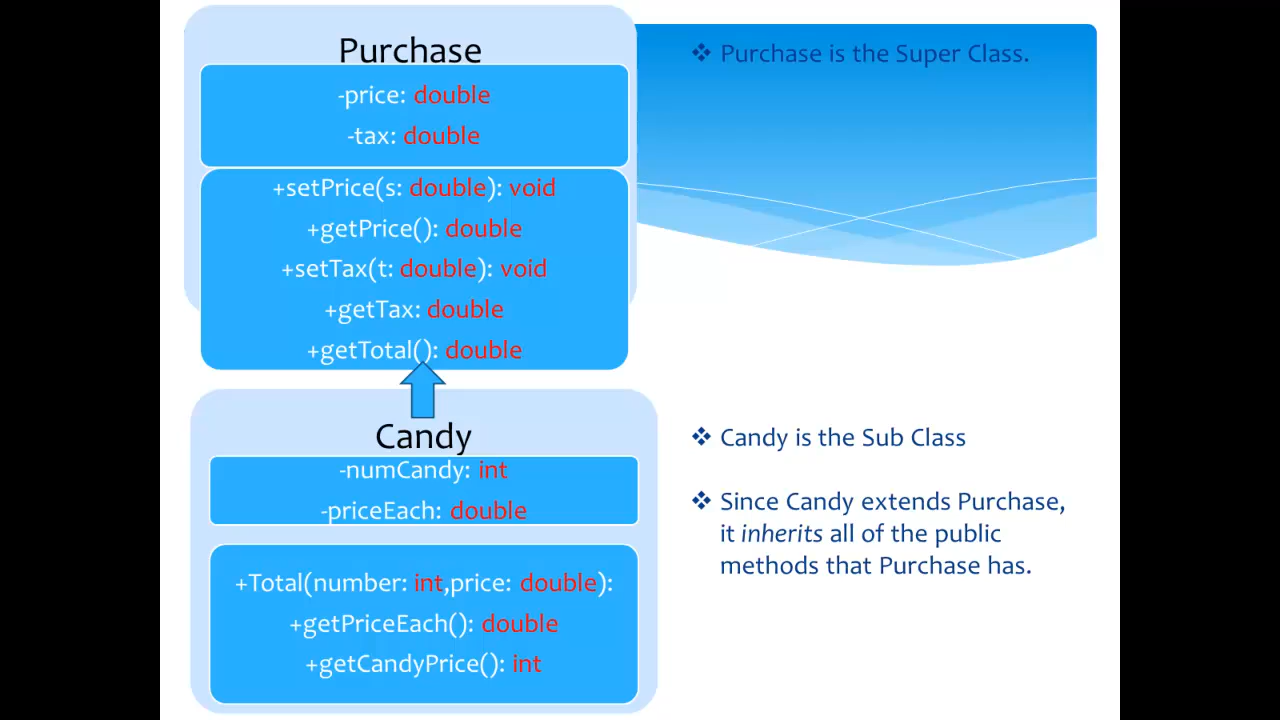 Purchase
-price: double
-tax: double
+setPrice(s: double): void
+getPrice(): double
+setTax(t: double): void
+getTax: double
+getTotal(): double
❖ Purchase is the Super Class.
Candy
-numCandy: int
-priceEach: double
+Total(number: int,price: double):
+getPriceEach(): double
+getCandyPrice(): int
❖ Candy is the Sub Class
❖ Since Candy extends Purchase,
it inherits all of the public
methods that Purchase has.